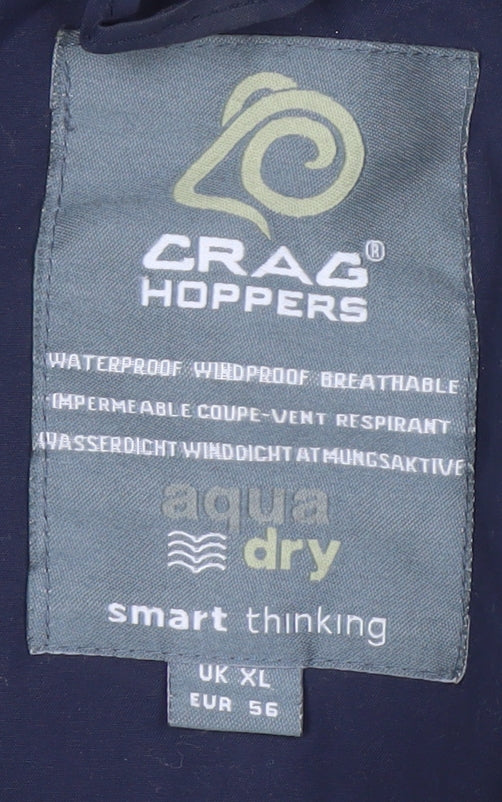 CRAG®
HOPPERS
WATERPROOF WINDPROOF BREATHABLE
IMPERMEABLE COUPE-VENT RESPIRANT
WASSERDICHT WINDDICHT ATMUNGSAKTIVE
aqua
dry
smart thinking
UK XL
EUR 56